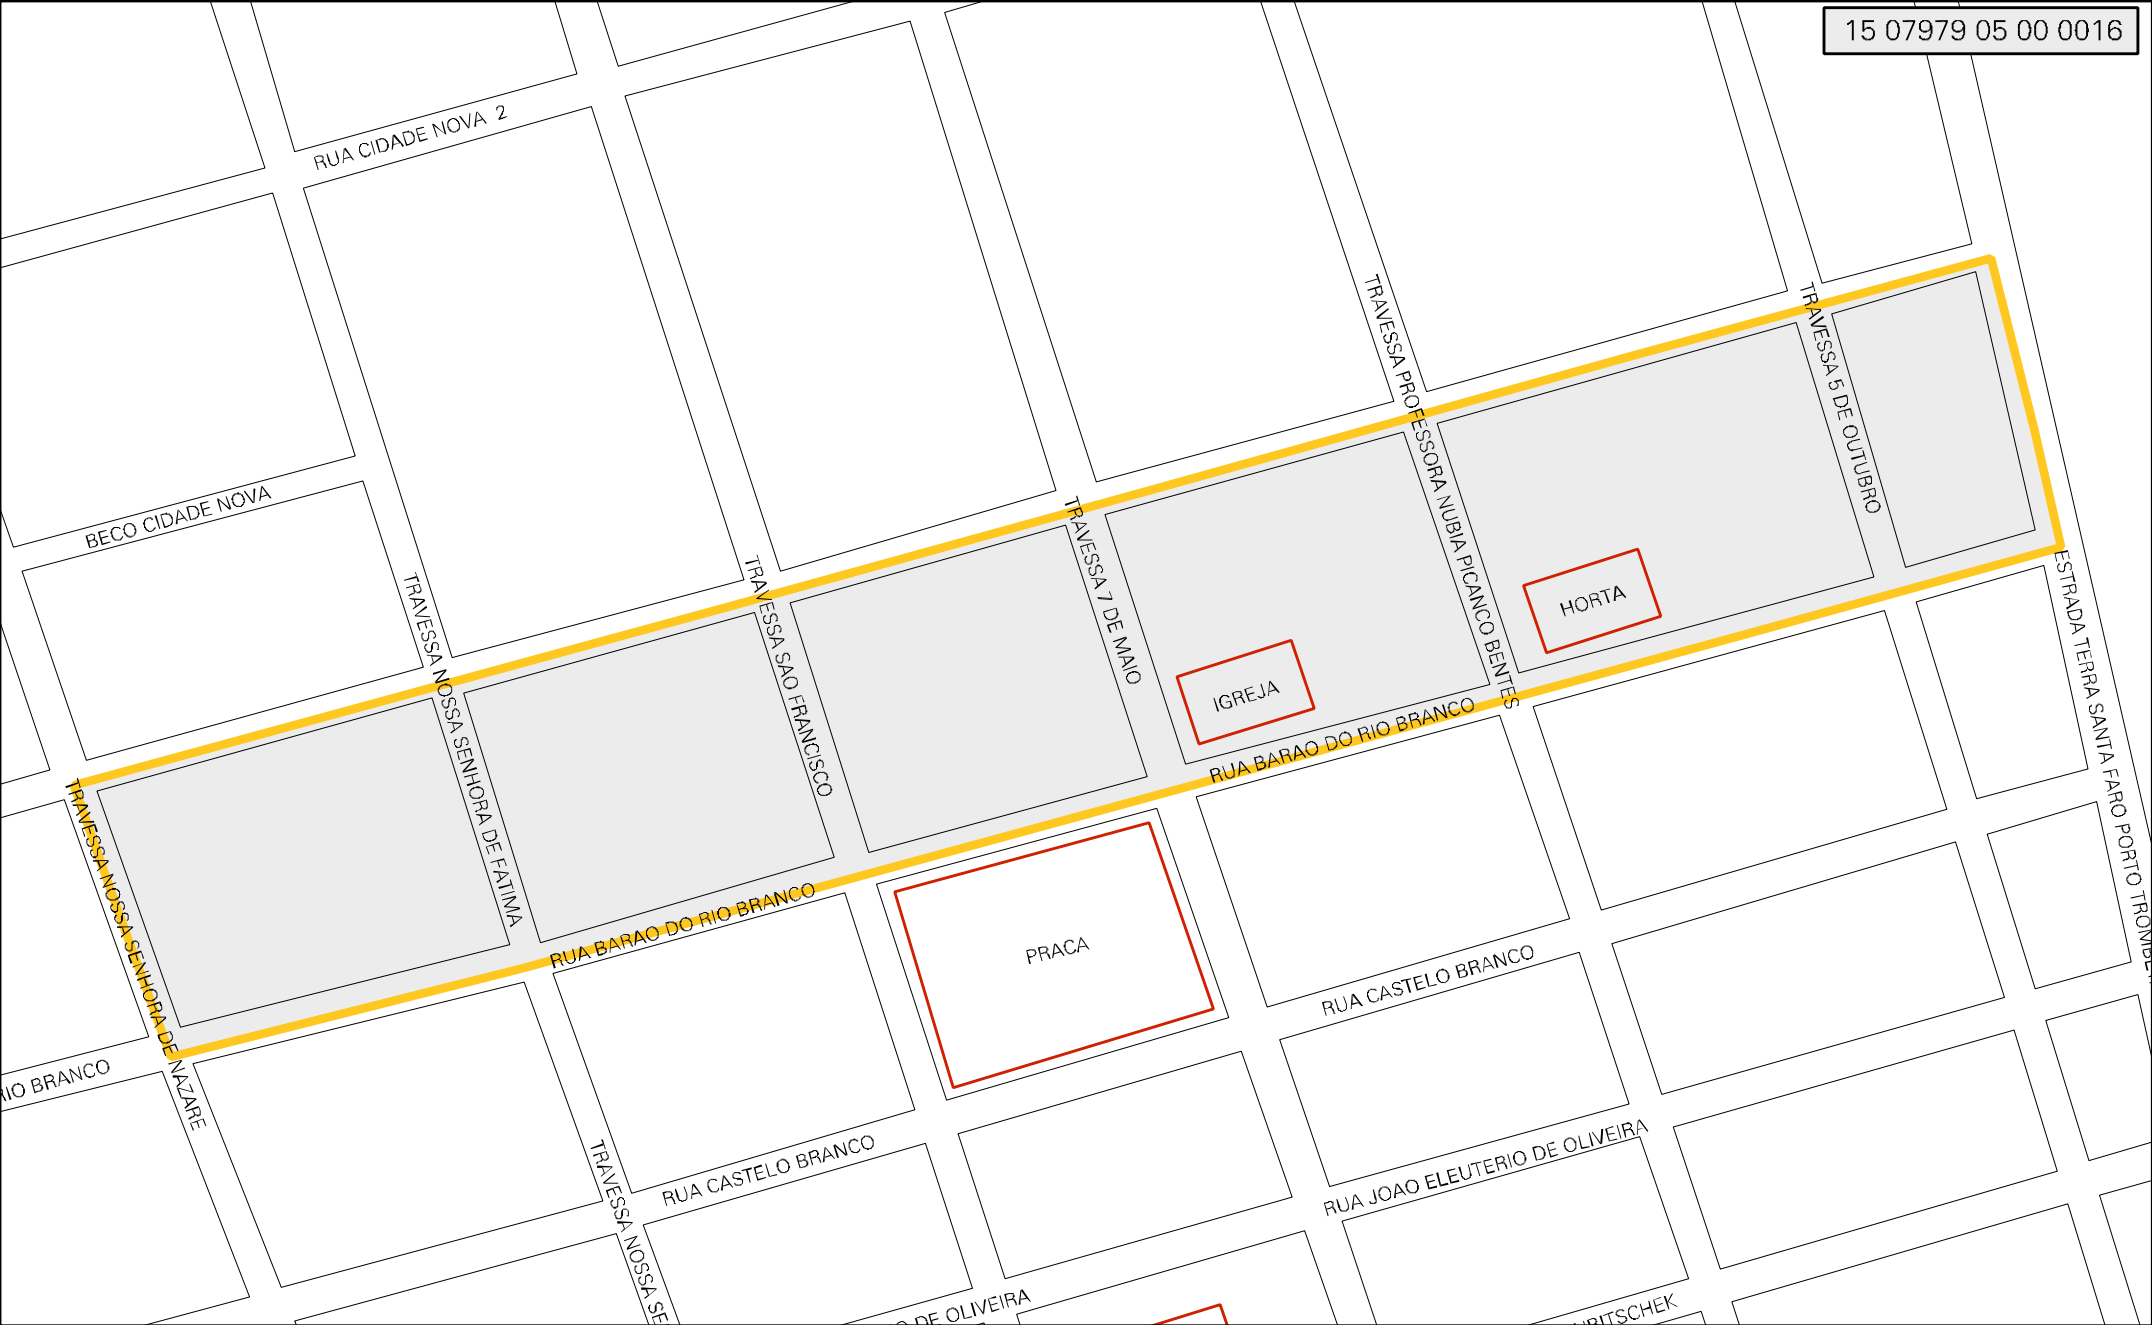 15 07979 05 00 0016
RUA CIDADE NOVA 2
TRAVESSA PROFESSORA NUBIA PICANCO BENTES
TRAVESSA 5 DE OUTUBRO
BECO CIDADE NOVA
TRAVESSA 7 DE MAIO
TRAVESSA SAO FRANCISCO
TRAVESSA NOSSA SENHORA DE FATIMA
HORTA
IGREJA
ESTRADA TERRA SANTA FARO PORTO TROMBE
RUA BARAO DO RIO BRANCO
TRAVESSA NOSSA SENHORA DE NAZARE
RUA BARAO DO RIO BRANCO
PRACA
RUA CASTELO BRANCO
RIO BRANCO
RUA CASTELO BRANCO
RUA JOAO ELEUTERIO DE OLIVEIRA
TRAVESSA NOSSA SE
DE OLIVEIRA
BITSCHEK